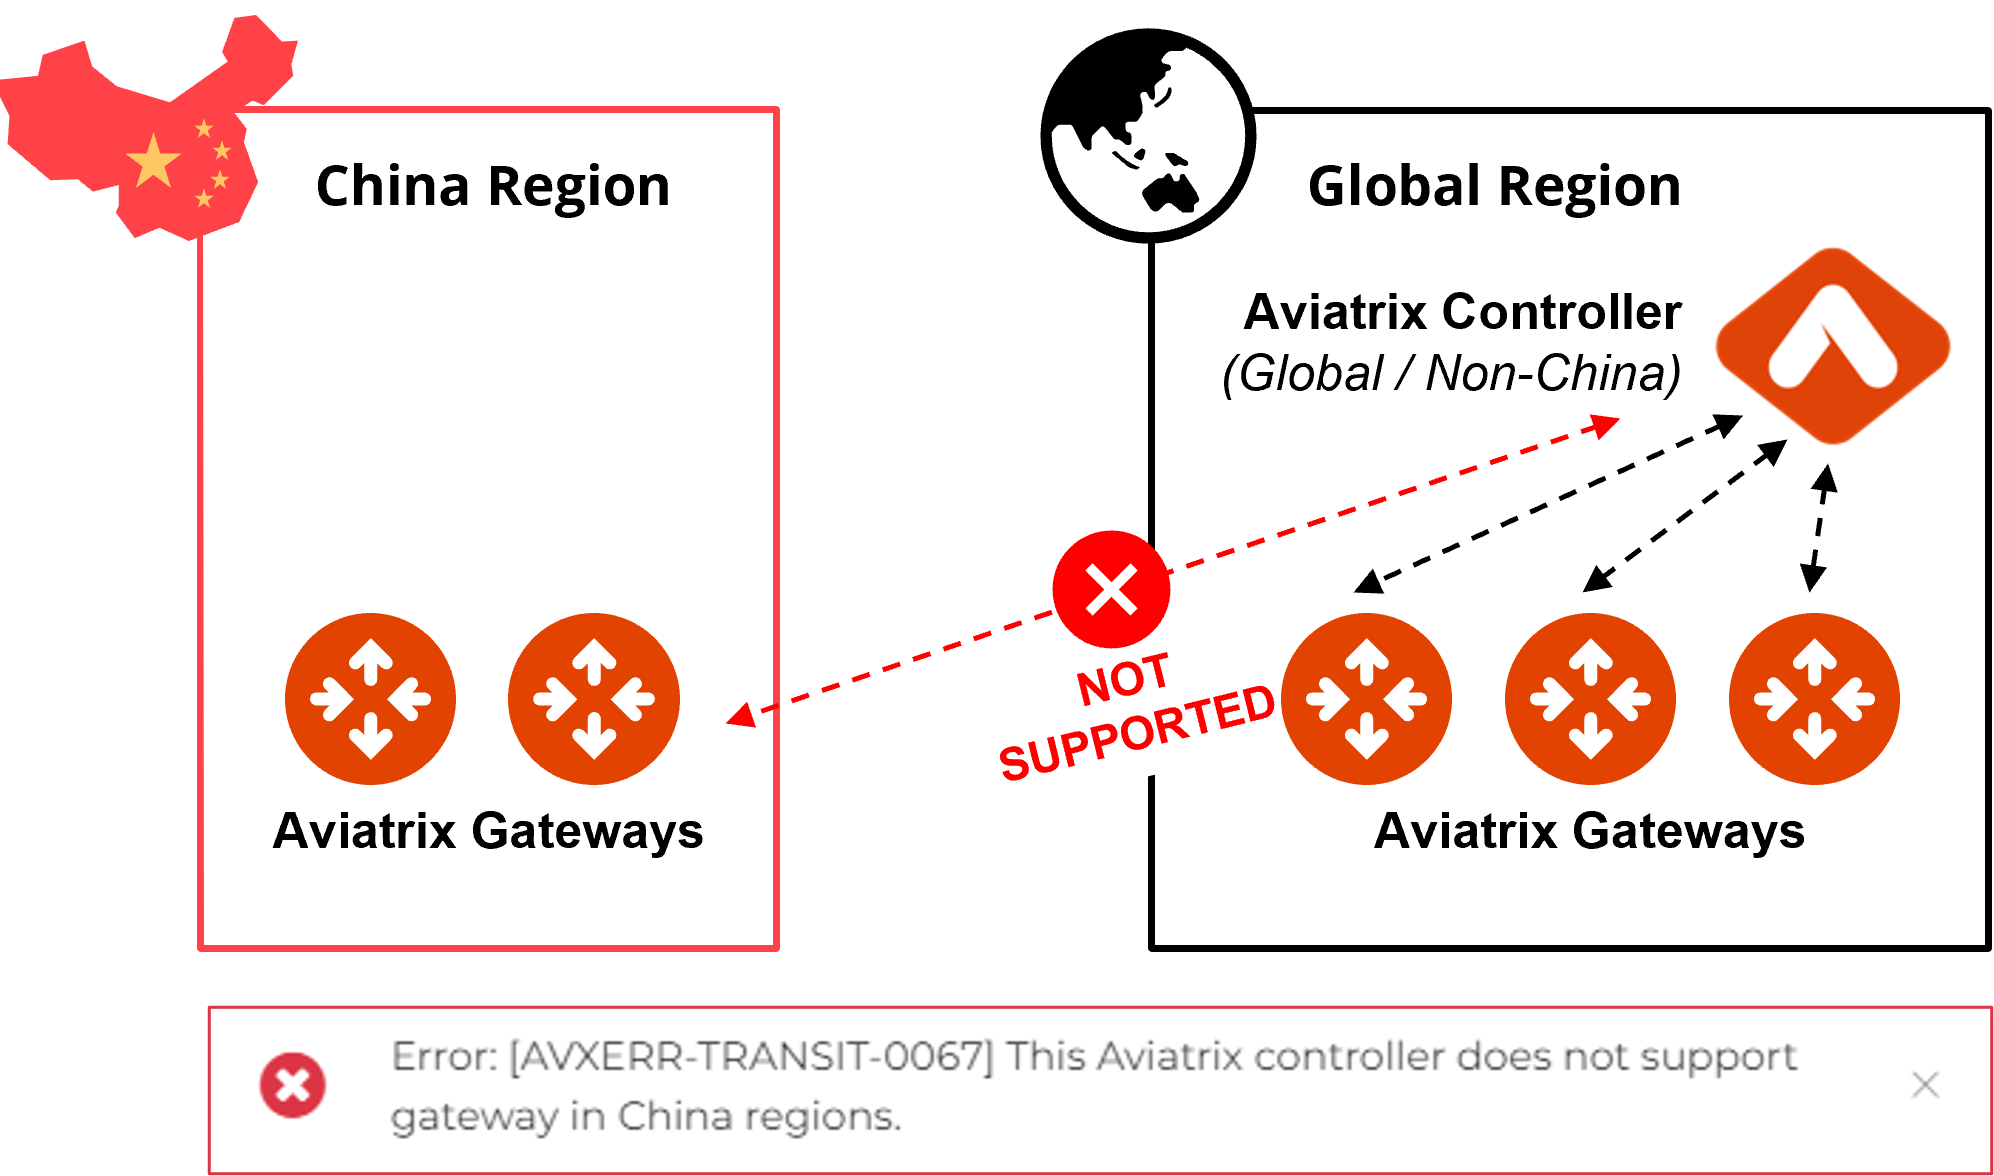 China Region
Global Region
Aviatrix Controller
(Global / Non-China)
NOT
SUPPORTED
Aviatrix Gateways
Aviatrix Gateways
Error: [AVXERR-TRANSIT-0067] This Aviatrix controller does not support
gateway in China regions.